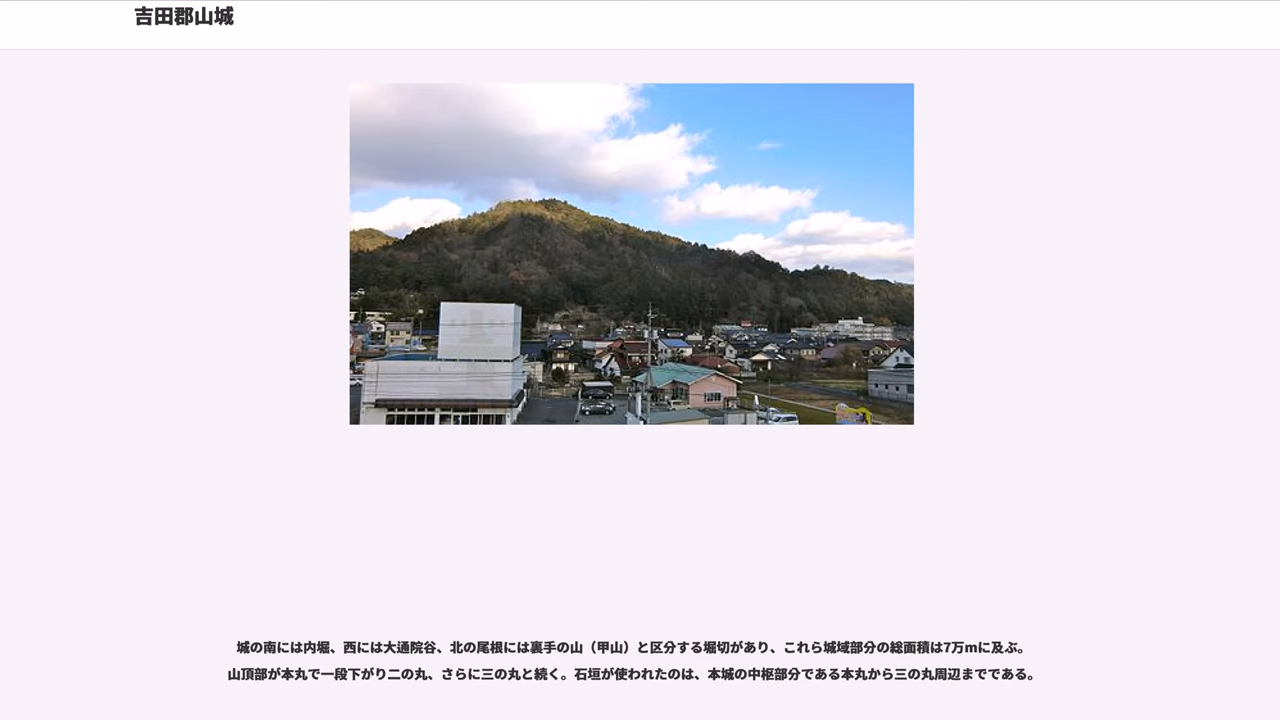 吉田郡山城
城の南には内堀、西には大通院谷、北の尾根には裏手の山（甲山）と区分する堀切があり、これら城域部分の総面積は7万mに及ぶ。
山頂部が本丸で一段下がり二の丸、さらに三の丸と続く。石垣が使われたのは、本城の中枢部分である本丸から三の丸周辺までである。